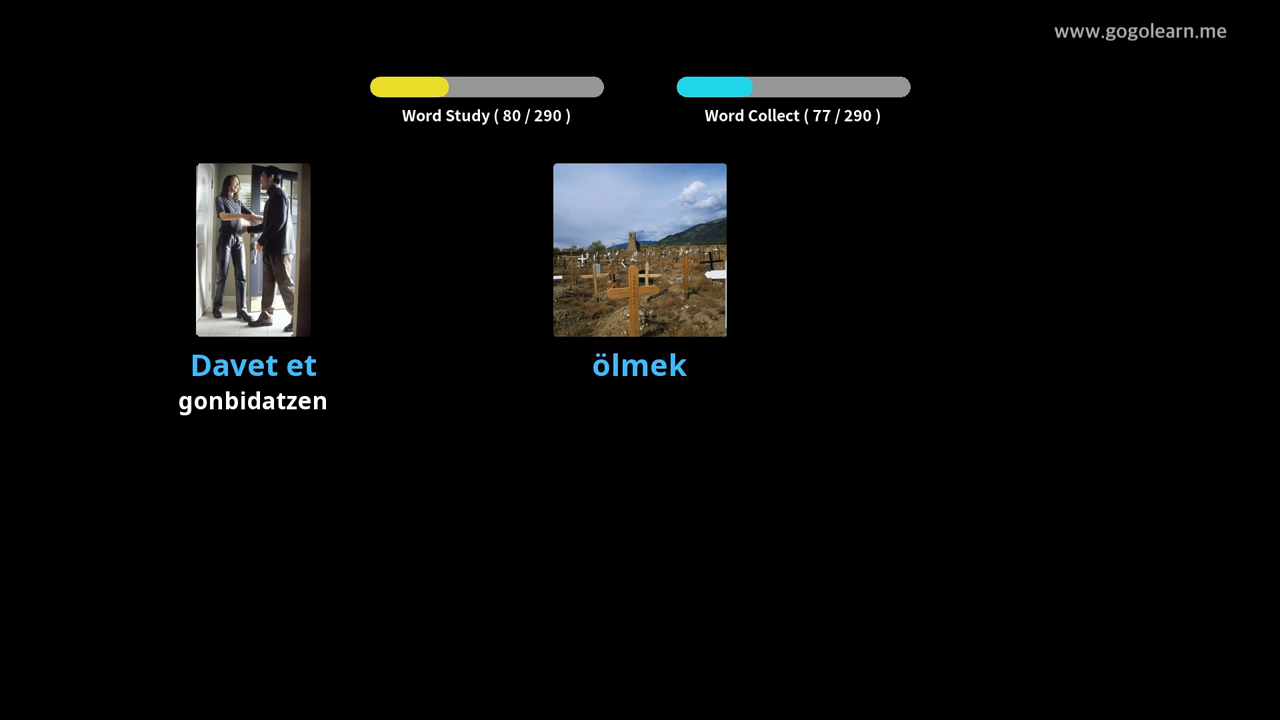 www.gogolearn.me
Word Study ( 80 / 290 )
Word Collect ( 77 / 290 )
Davet et
gonbidatzen
ölmek